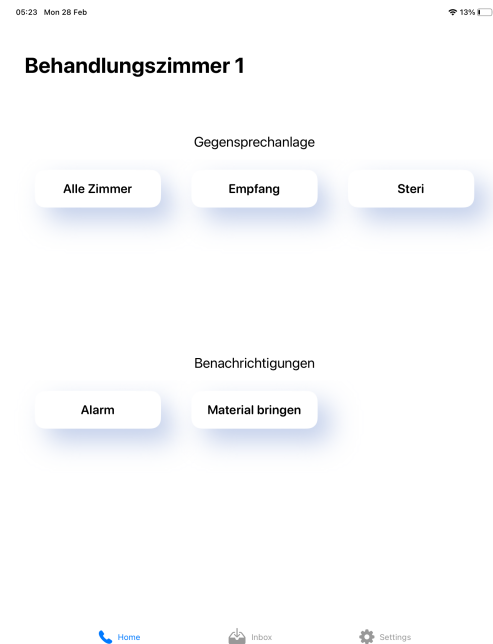 05:23 Mon 28 Feb 13%
Behandlungszimmer 1
Gegensprechanlage
Alle Zimmer Empfang Steri
Benachrichtigungen
Alarm Material bringen
Home Inbox Settings